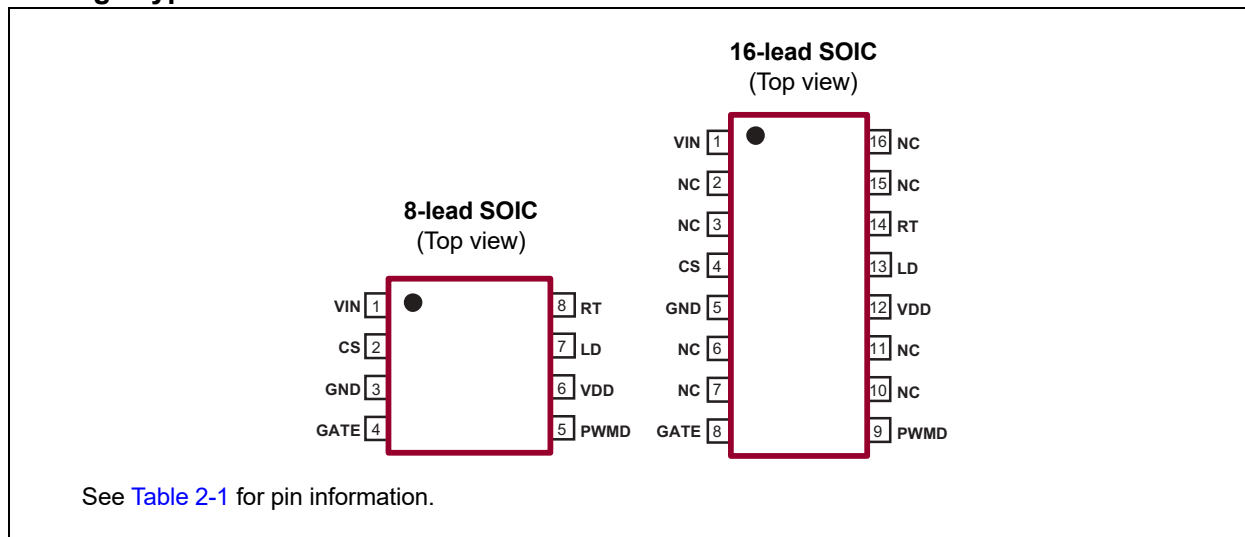 16-lead SOIC
(Top view)
VIN 1
NC 2
NC 3
CS 4
GND 5
NC 6
NC 7
GATE 8
16 NC
15 NC
14 RT
13 LD
12 VDD
11 NC
10 NC
9 PWMD
8-lead SOIC
(Top view)
VIN 1
CS 2
GND 3
GATE 4
8 RT
7 LD
6 VDD
5 PWMD
See Table 2-1 for pin information.